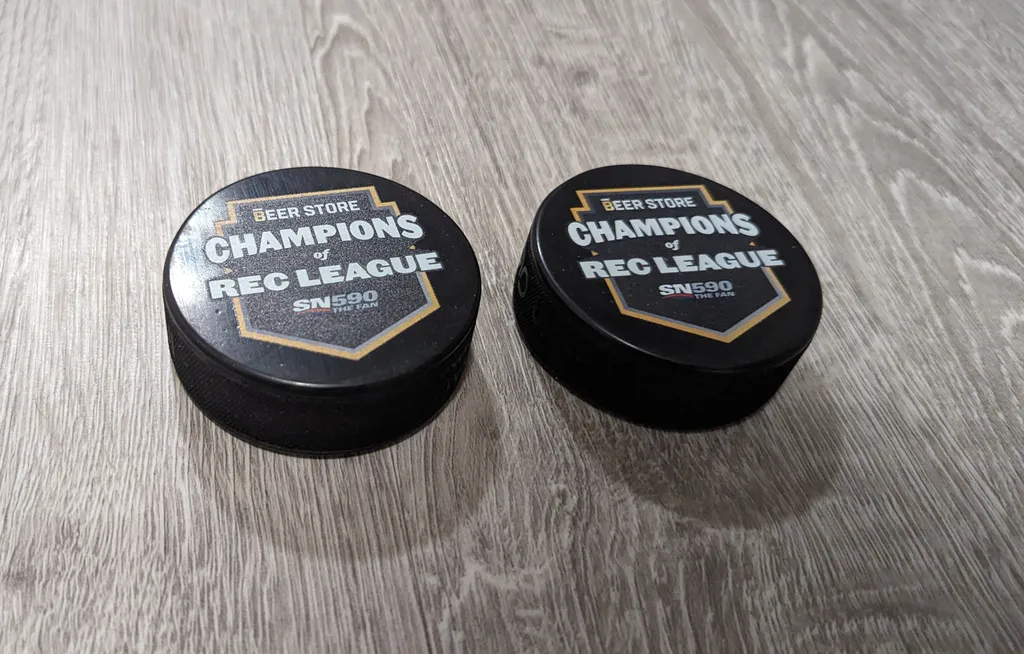 BEER STORE
CHAMPIONS
of
REC LEAGUE
SN590
THE FAN
BEER STORE
CHAMPIONS
of
REC LEAGUE
SN590
THE FAN